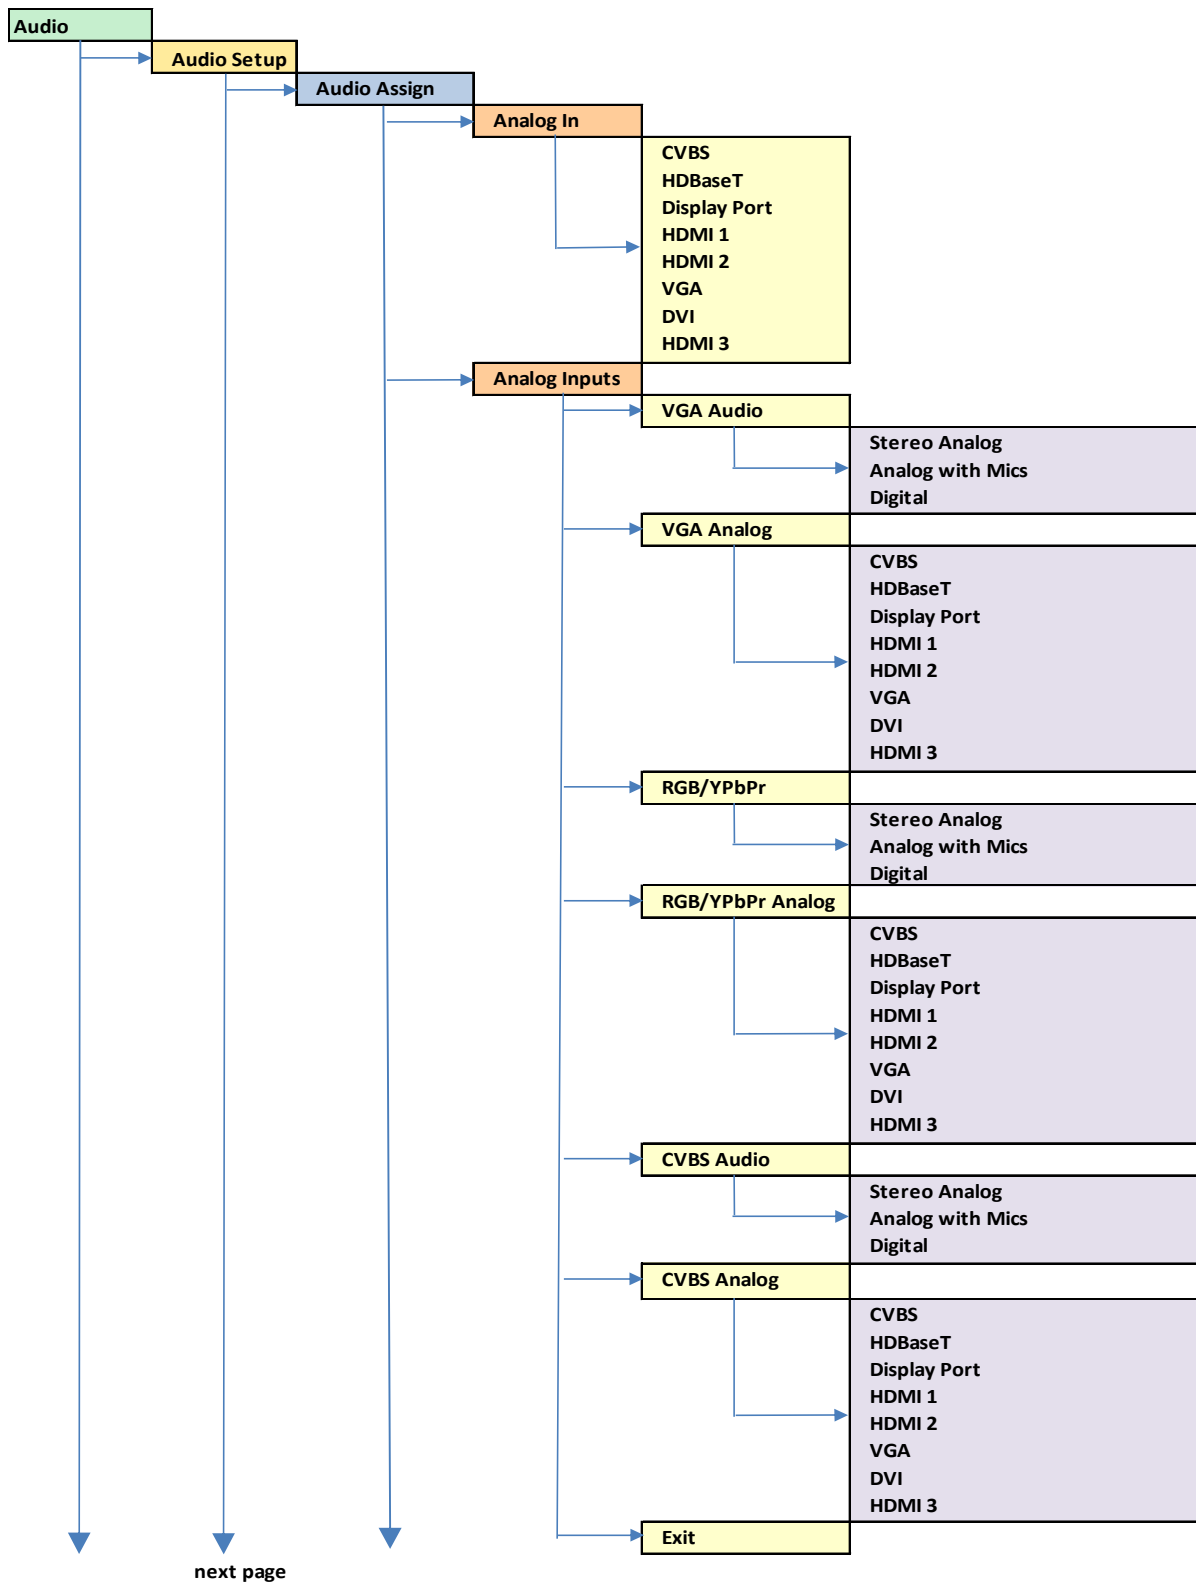 Audio
Audio Setup
Audio Assign
Analog In
CVBS
HDBaseT
Display Port
HDMI 1
HDMI 2
VGA
DVI
HDMI 3
Analog Inputs
VGA Audio
Stereo Analog
Analog with Mics
Digital
VGA Analog
CVBS
HDBaseT
Display Port
HDMI 1
HDMI 2
VGA
DVI
HDMI 3
RGB/YPbPr
Stereo Analog
Analog with Mics
Digital
RGB/YPbPr Analog
CVBS
HDBaseT
Display Port
HDMI 1
HDMI 2
VGA
DVI
HDMI 3
CVBS Audio
Stereo Analog
Analog with Mics
Digital
CVBS Analog
CVBS
HDBaseT
Display Port
HDMI 1
HDMI 2
VGA
DVI
HDMI 3
Exit
next page